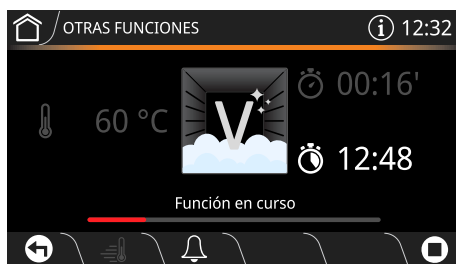 OTRAS FUNCIONES
i 12:32
60 °C
V
00:16'
12:48
Función en curso